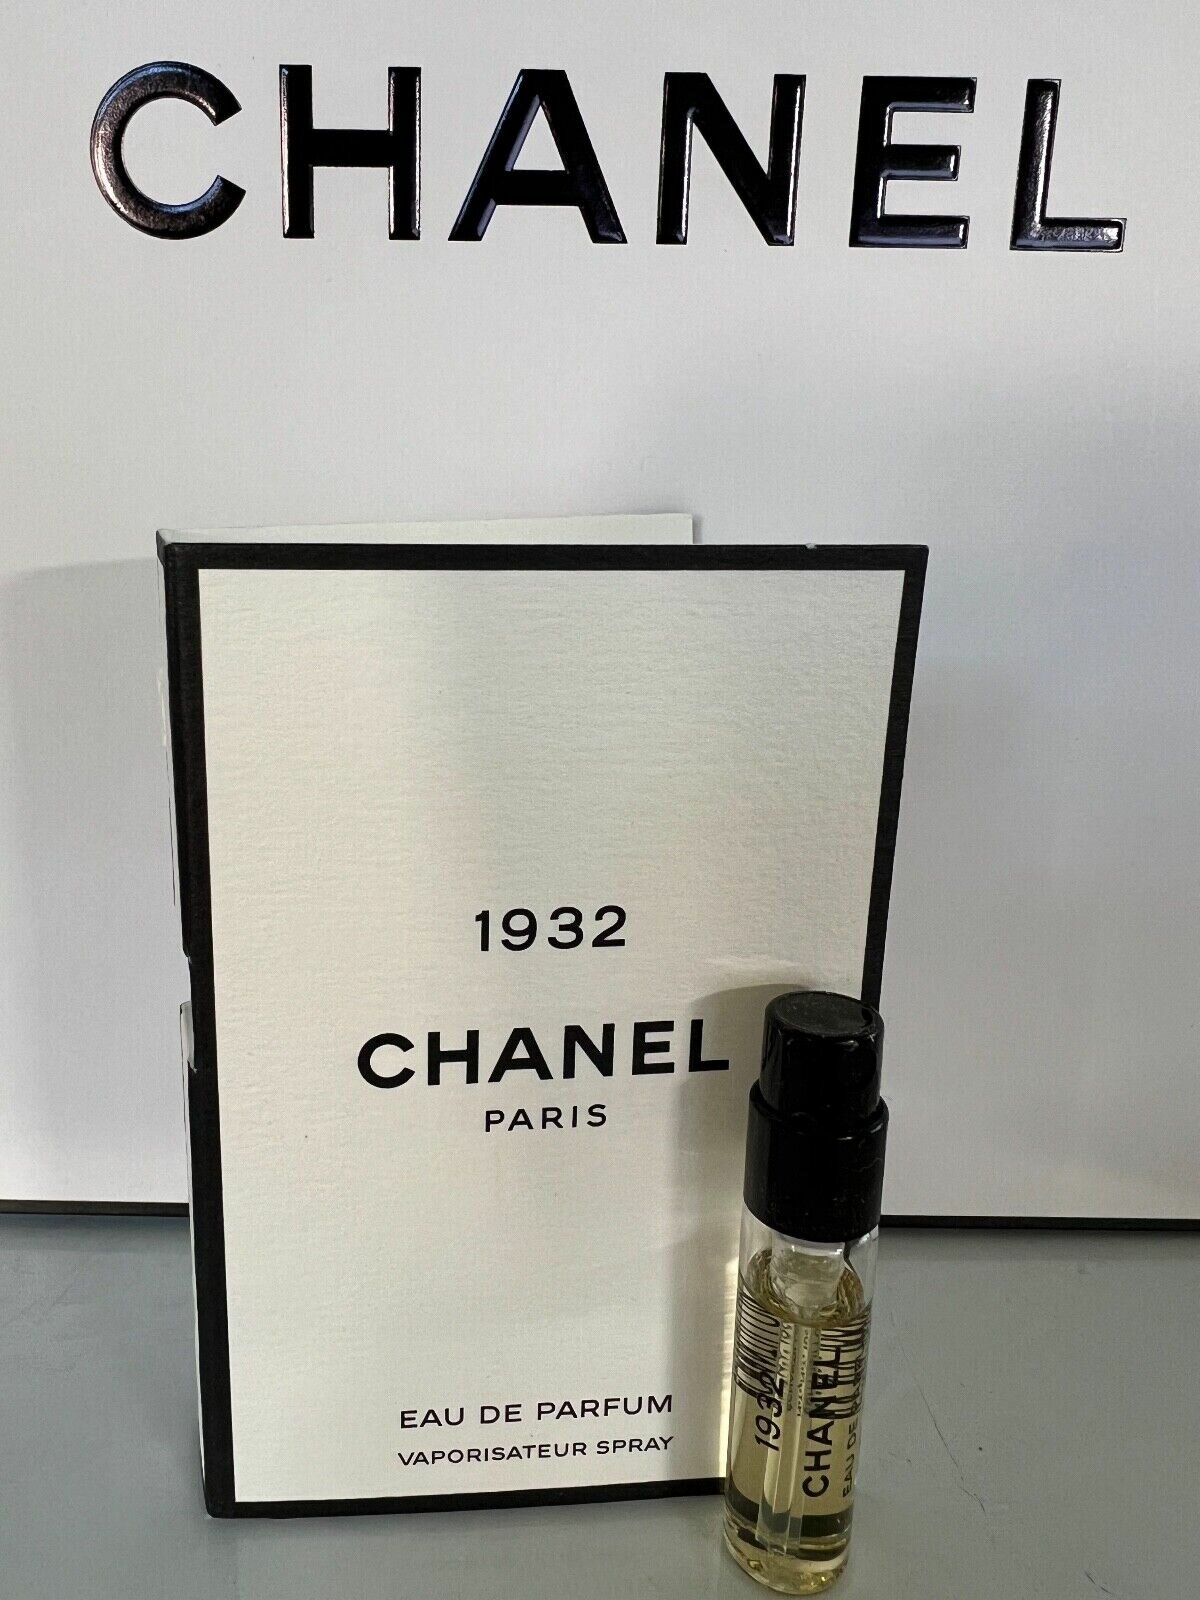 CHANEL
1932
CHANEL
PARIS
EAU DE PARFUM
VAPORISATEUR SPRAY
1932
CHANEL
EAU DE